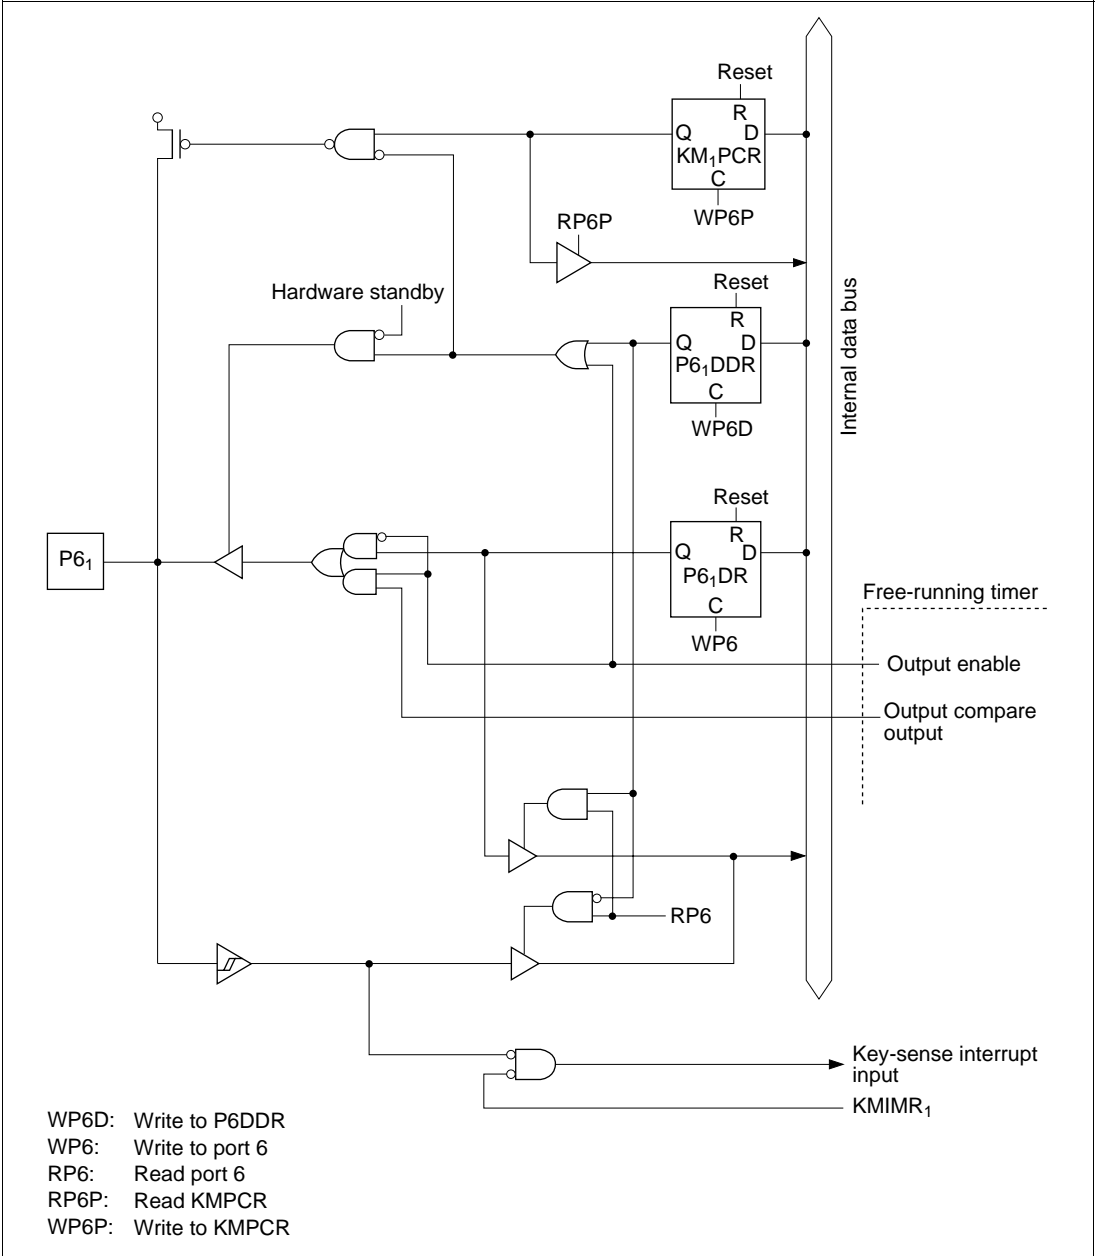 Reset
R
Q D
KM₁PCR
C
WP6P
RP6P
Hardware standby
Reset
R
Q D
P6₁DDR
C
WP6D
Internal data bus
Reset
R
Q D
P6₁DR
C
WP6
P6₁
Free-running timer
Output enable
Output compare
output
RP6
Key-sense interrupt
input
KMIMR₁
WP6D: Write to P6DDR
WP6: Write to port 6
RP6: Read port 6
RP6P: Read KMPCR
WP6P: Write to KMPCR